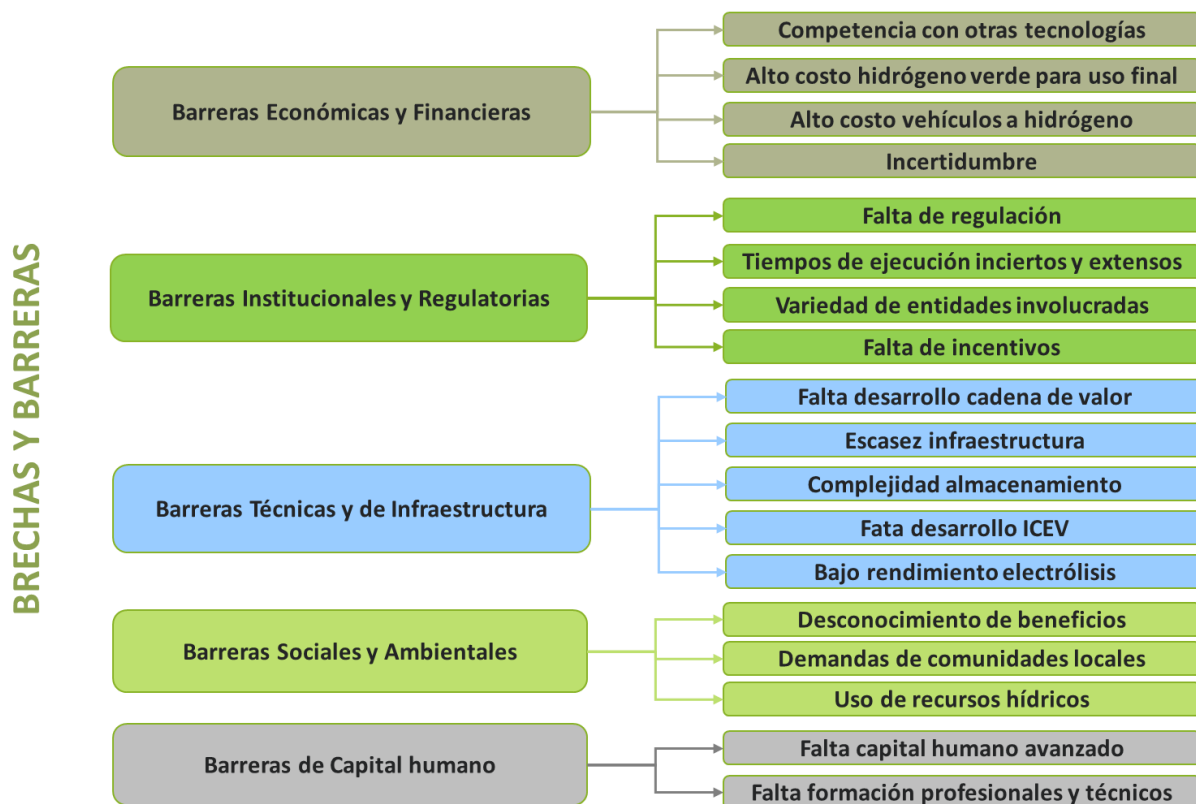 BRECHAS Y BARRERAS
Barreras Económicas y Financieras
Competencia con otras tecnologías
Alto costo hidrógeno verde para uso final
Alto costo vehículos a hidrógeno
Incertidumbre
Barreras Institucionales y Regulatorias
Falta de regulación
Tiempos de ejecución inciertos y extensos
Variedad de entidades involucradas
Falta de incentivos
Barreras Técnicas y de Infraestructura
Falta desarrollo cadena de valor
Escasez infraestructura
Complejidad almacenamiento
Fata desarrollo ICEV
Bajo rendimiento electrólisis
Barreras Sociales y Ambientales
Desconocimiento de beneficios
Demandas de comunidades locales
Uso de recursos hídricos
Barreras de Capital humano
Falta capital humano avanzado
Falta formación profesionales y técnicos